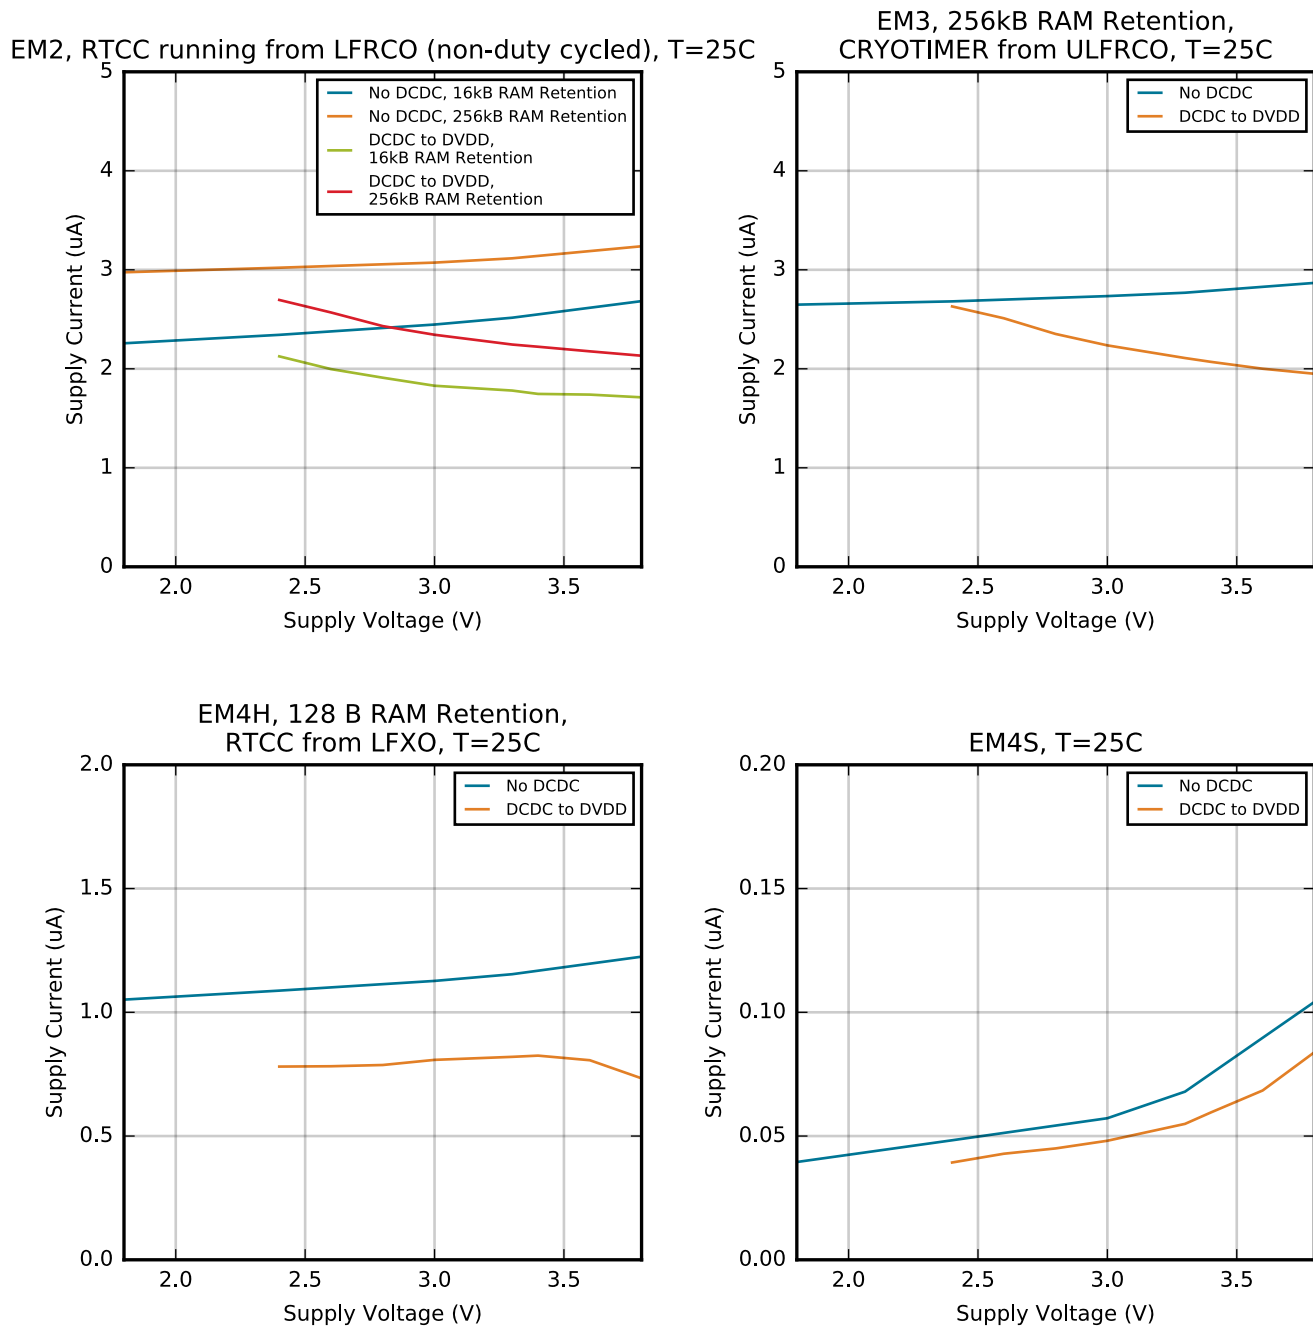 EM2, RTCC running from LFRCO (non-duty cycled), T=25C
5
4
3
2
1
0
Supply Current (uA)
No DCDC, 16kB RAM Retention
No DCDC, 256kB RAM Retention
DCDC to DVDD,
16kB RAM Retention
DCDC to DVDD,
256kB RAM Retention
2.0 2.5 3.0 3.5
Supply Voltage (V)
EM3, 256kB RAM Retention,
CRYOTIMER from ULFRCO, T=25C
5
4
3
2
1
0
Supply Current (uA)
No DCDC
DCDC to DVDD
2.0 2.5 3.0 3.5
Supply Voltage (V)
EM4H, 128 B RAM Retention,
RTCC from LFXO, T=25C
2.0
1.5
1.0
0.5
0.0
Supply Current (uA)
No DCDC
DCDC to DVDD
2.0 2.5 3.0 3.5
Supply Voltage (V)
EM4S, T=25C
0.20
0.15
0.10
0.05
0.00
Supply Current (uA)
No DCDC
DCDC to DVDD
2.0 2.5 3.0 3.5
Supply Voltage (V)